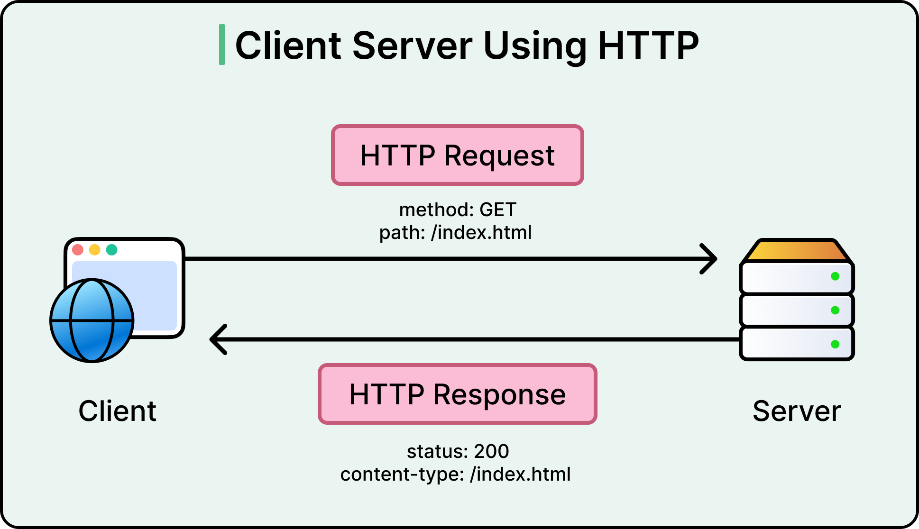 Client Server Using HTTP
HTTP Request
method: GET
path: /index.html
Client
Server
HTTP Response
status: 200
content-type: /index.html